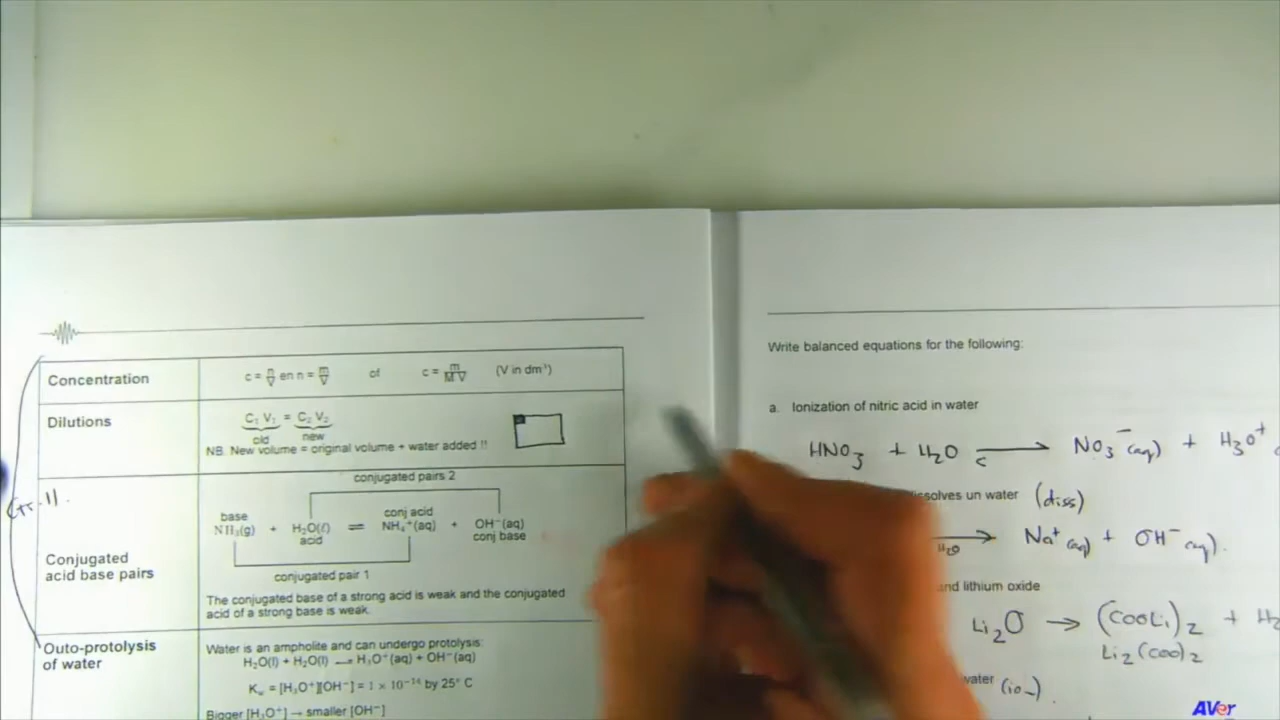 Concentration
c = n/V en n = m/V of c = m/MV (V in dm³)
Dilutions
C₁ V₁ = C₂ V₂
old new
NB. New volume = original volume + water added !!
Gr. 11
conjugated pairs 2
base conj acid
NH₃(g) + H₂O(ℓ) ⇌ NH₄⁺(aq) + OH⁻(aq)
acid conj base
Conjugated
acid base pairs
conjugated pair 1
The conjugated base of a strong acid is weak and the conjugated
acid of a strong base is weak.
Outo-protolysis
of water
Water is an ampholite and can undergo protolysis:
H₂O(l) + H₂O(l) → H₃O⁺(aq) + OH⁻(aq)
Kw = [H₃O⁺][OH⁻] = 1 × 10⁻¹⁴ by 25° C
Bigger [H₃O⁺] → smaller [OH⁻]
Write balanced equations for the following:
a. Ionization of nitric acid in water
HNO₃ + H₂O → NO₃⁻(aq) + H₃O⁺
dissolves un water (diss)
H₂O → Na⁺(aq) + OH⁻(aq).
and lithium oxide
Li₂O → (COOLi)₂ +
Li₂(COO)₂
water (io_).
AVer